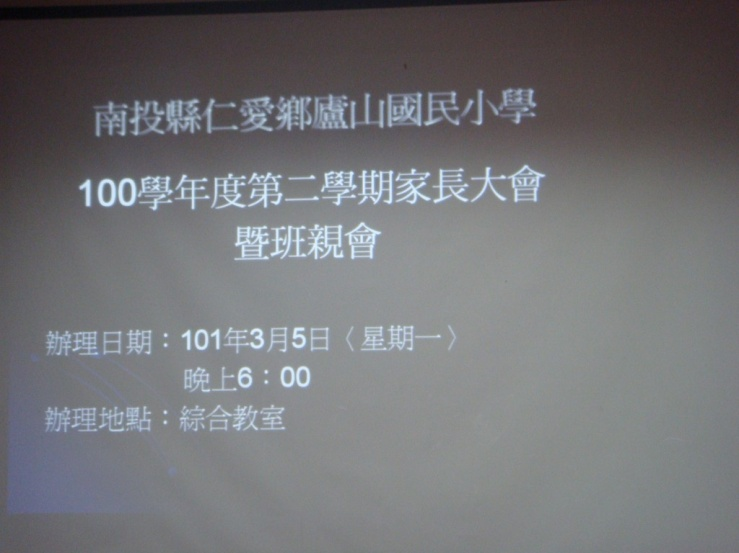 南投縣仁愛鄉廬山國民小學
100學年度第二學期家長大會
暨班親會
辦理日期：101年3月5日〈星期一〉
晚上6：00
辦理地點：綜合教室